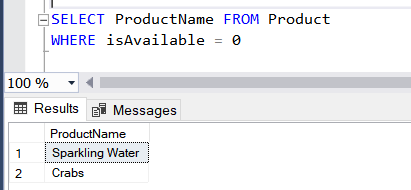 SELECT ProductName FROM Product
WHERE isAvailable = 0
100 %
Results Messages
ProductName
1 Sparkling Water
2 Crabs